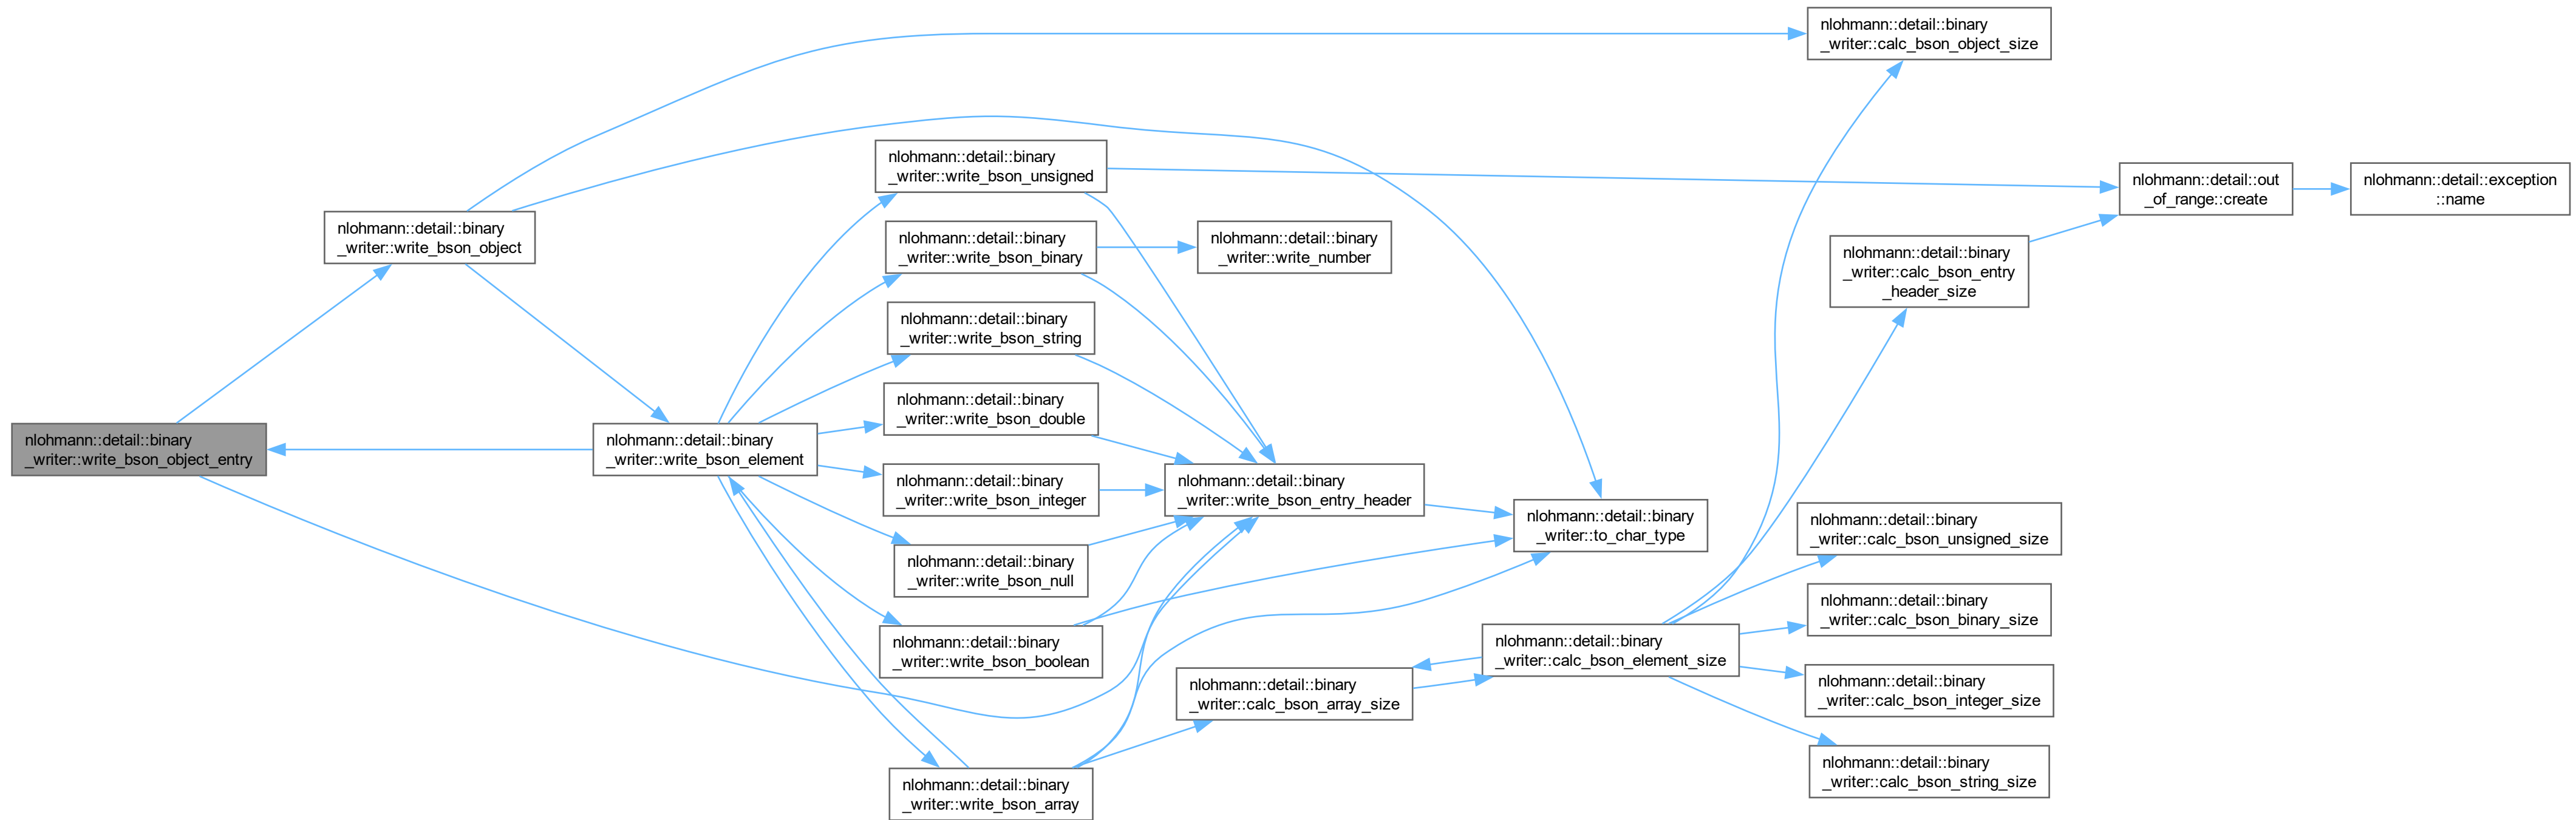 nlohmann::detail::binary
_writer::write_bson_object_entry
nlohmann::detail::binary
_writer::write_bson_object
nlohmann::detail::binary
_writer::write_bson_element
nlohmann::detail::binary
_writer::write_bson_unsigned
nlohmann::detail::binary
_writer::write_bson_binary
nlohmann::detail::binary
_writer::write_bson_string
nlohmann::detail::binary
_writer::write_bson_double
nlohmann::detail::binary
_writer::write_bson_integer
nlohmann::detail::binary
_writer::write_bson_null
nlohmann::detail::binary
_writer::write_bson_boolean
nlohmann::detail::binary
_writer::write_bson_array
nlohmann::detail::binary
_writer::write_number
nlohmann::detail::binary
_writer::write_bson_entry_header
nlohmann::detail::binary
_writer::calc_bson_array_size
nlohmann::detail::binary
_writer::to_char_type
nlohmann::detail::binary
_writer::calc_bson_element_size
nlohmann::detail::binary
_writer::calc_bson_object_size
nlohmann::detail::binary
_writer::calc_bson_entry
_header_size
nlohmann::detail::binary
_writer::calc_bson_unsigned_size
nlohmann::detail::binary
_writer::calc_bson_binary_size
nlohmann::detail::binary
_writer::calc_bson_integer_size
nlohmann::detail::binary
_writer::calc_bson_string_size
nlohmann::detail::out
_of_range::create
nlohmann::detail::exception
::name